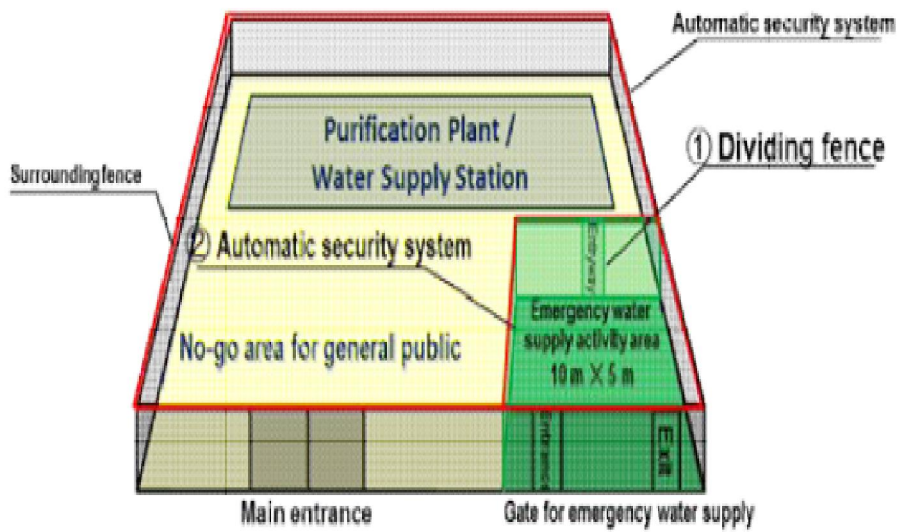 Automatic security system
Purification Plant /
Water Supply Station
① Dividing fence
Surrounding fence
② Automatic security system
Entryway
Emergency water
supply activity area
10 m X 5 m
No-go area for general public
Entrance
Exit
Main entrance
Gate for emergency water supply